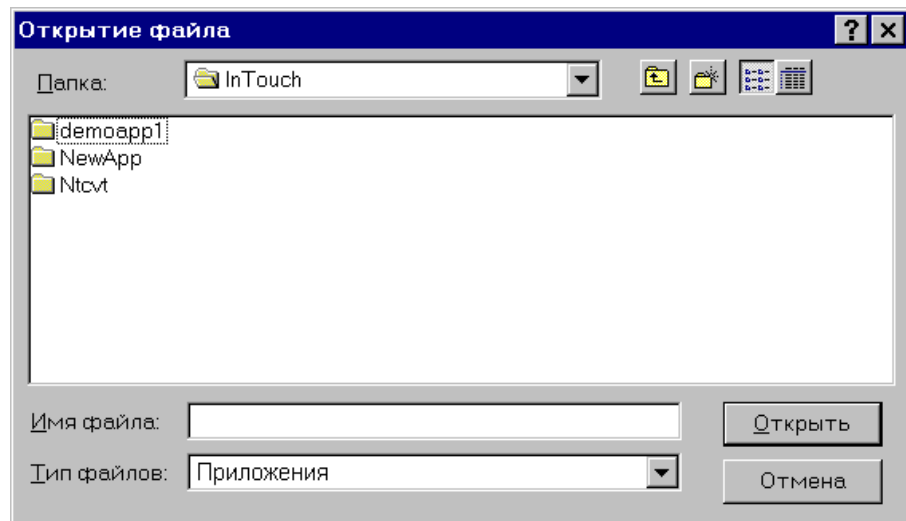 Открытие файла
Папка: InTouch
demoapp1
NewApp
Ntcvt
Имя файла: Открыть
Тип файлов: Приложения Отмена